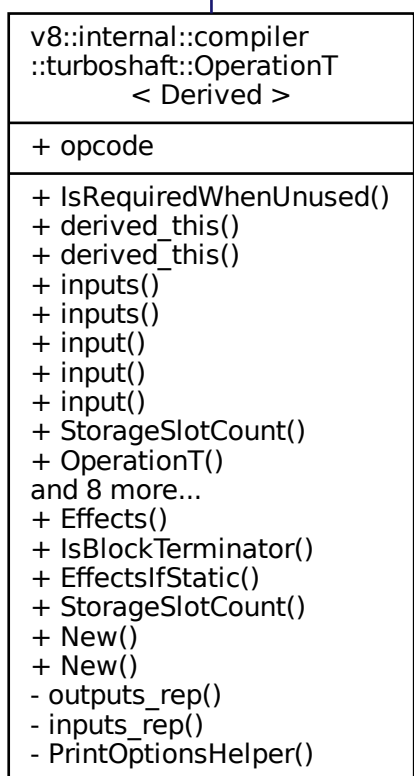 v8::internal::compiler
::turboshaft::OperationT
< Derived >
+ opcode
+ IsRequiredWhenUnused()
+ derived_this()
+ derived_this()
+ inputs()
+ inputs()
+ input()
+ input()
+ input()
+ StorageSlotCount()
+ OperationT()
and 8 more...
+ Effects()
+ IsBlockTerminator()
+ EffectsIfStatic()
+ StorageSlotCount()
+ New()
+ New()
- outputs_rep()
- inputs_rep()
- PrintOptionsHelper()